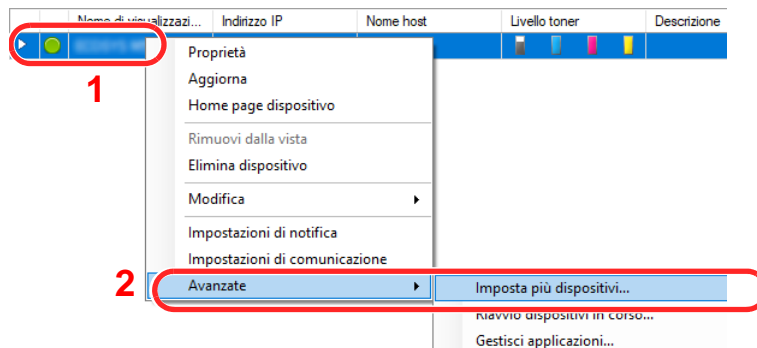 Nome di visualizzazi... Indirizzo IP Nome host Livello toner Descrizione
1
Proprietà
Aggiorna
Home page dispositivo
Rimuovi dalla vista
Elimina dispositivo
Modifica
Impostazioni di notifica
Impostazioni di comunicazione
2
Avanzate
Imposta più dispositivi...
Riavvio dispositivi in corso...
Gestisci applicazioni...